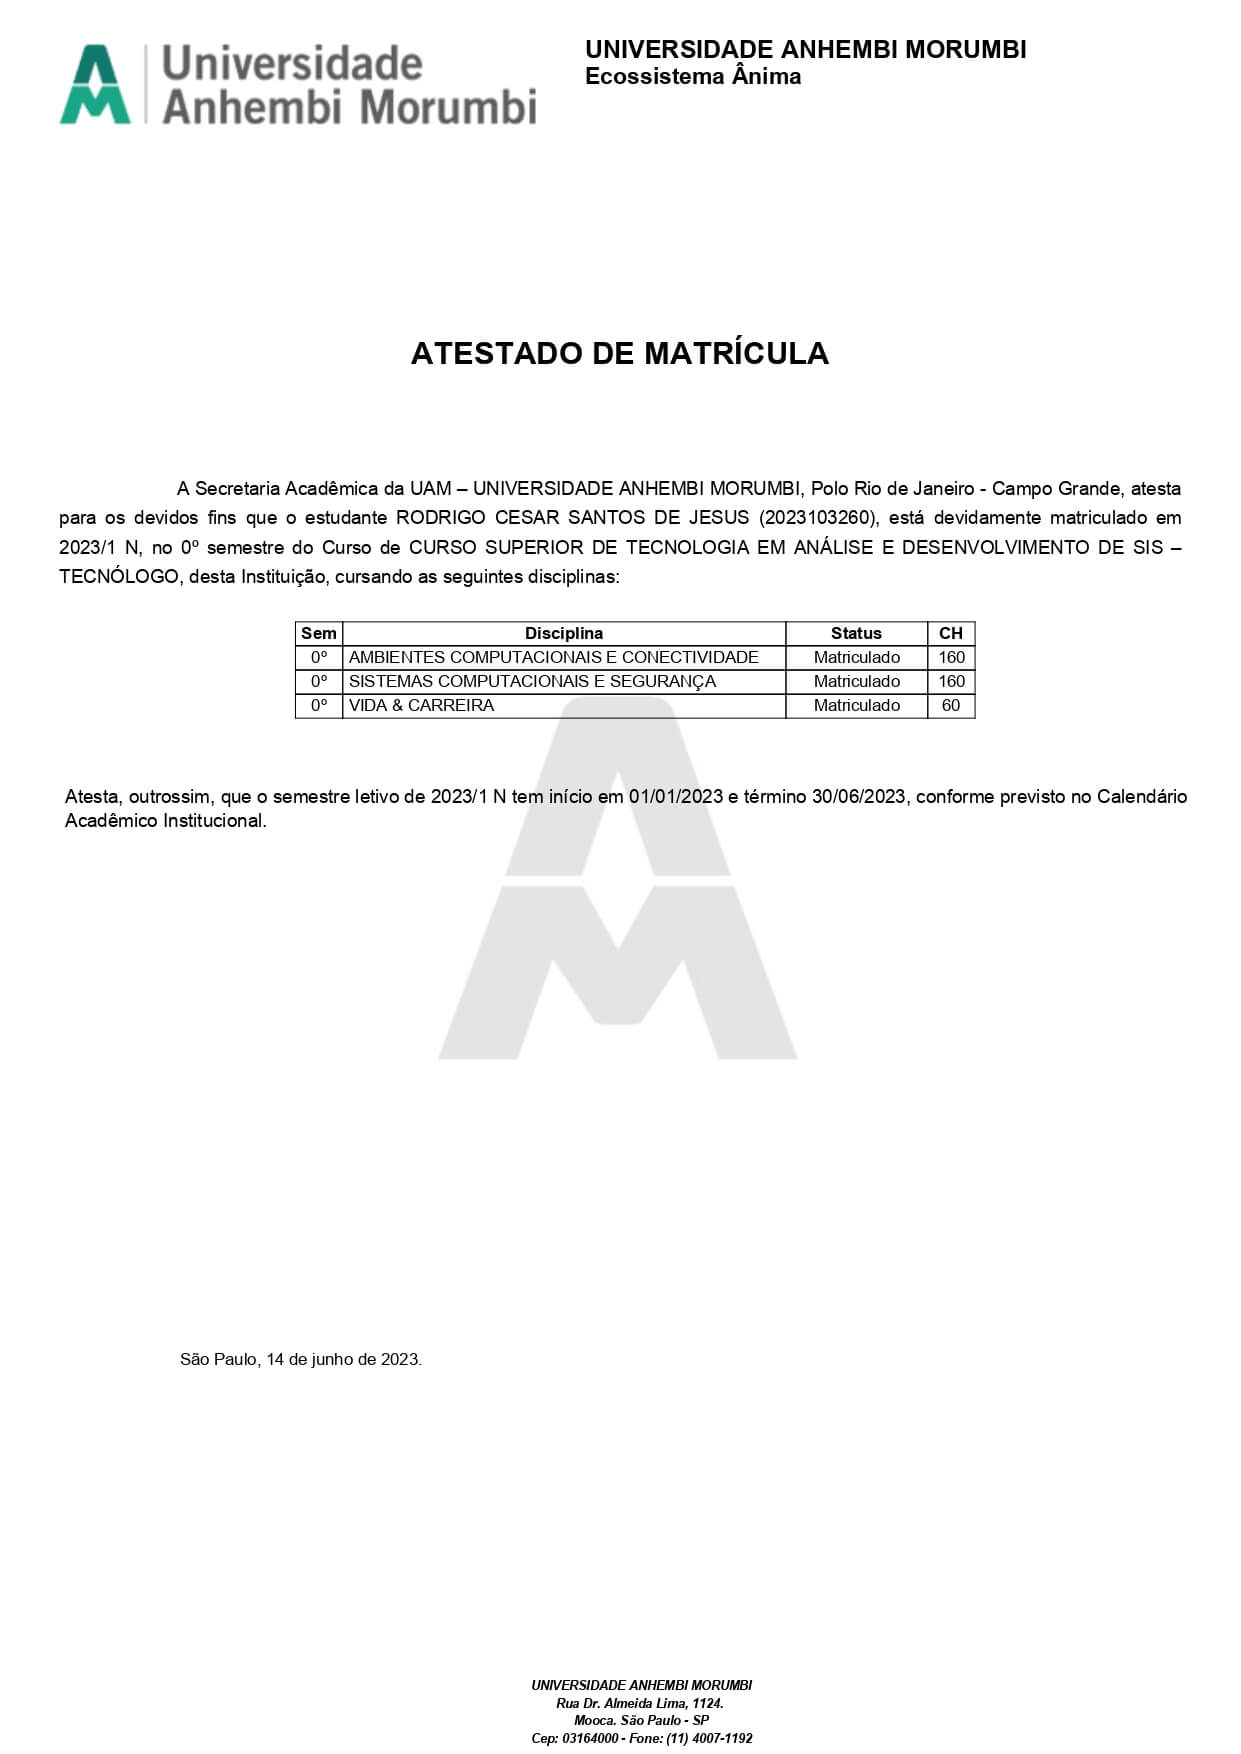 Universidade
Anhembi Morumbi
UNIVERSIDADE ANHEMBI MORUMBI
Ecossistema Ânima
ATESTADO DE MATRÍCULA
A Secretaria Acadêmica da UAM – UNIVERSIDADE ANHEMBI MORUMBI, Polo Rio de Janeiro - Campo Grande, atesta
para os devidos fins que o estudante RODRIGO CESAR SANTOS DE JESUS (2023103260), está devidamente matriculado em
2023/1 N, no 0º semestre do Curso de CURSO SUPERIOR DE TECNOLOGIA EM ANÁLISE E DESENVOLVIMENTO DE SIS –
TECNÓLOGO, desta Instituição, cursando as seguintes disciplinas:
Sem Disciplina Status CH
0º AMBIENTES COMPUTACIONAIS E CONECTIVIDADE Matriculado 160
0º SISTEMAS COMPUTACIONAIS E SEGURANÇA Matriculado 160
0º VIDA & CARREIRA Matriculado 60
Atesta, outrossim, que o semestre letivo de 2023/1 N tem início em 01/01/2023 e término 30/06/2023, conforme previsto no Calendário
Acadêmico Institucional.
São Paulo, 14 de junho de 2023.
UNIVERSIDADE ANHEMBI MORUMBI
Rua Dr. Almeida Lima, 1124.
Mooca. São Paulo - SP
Cep: 03164000 - Fone: (11) 4007-1192